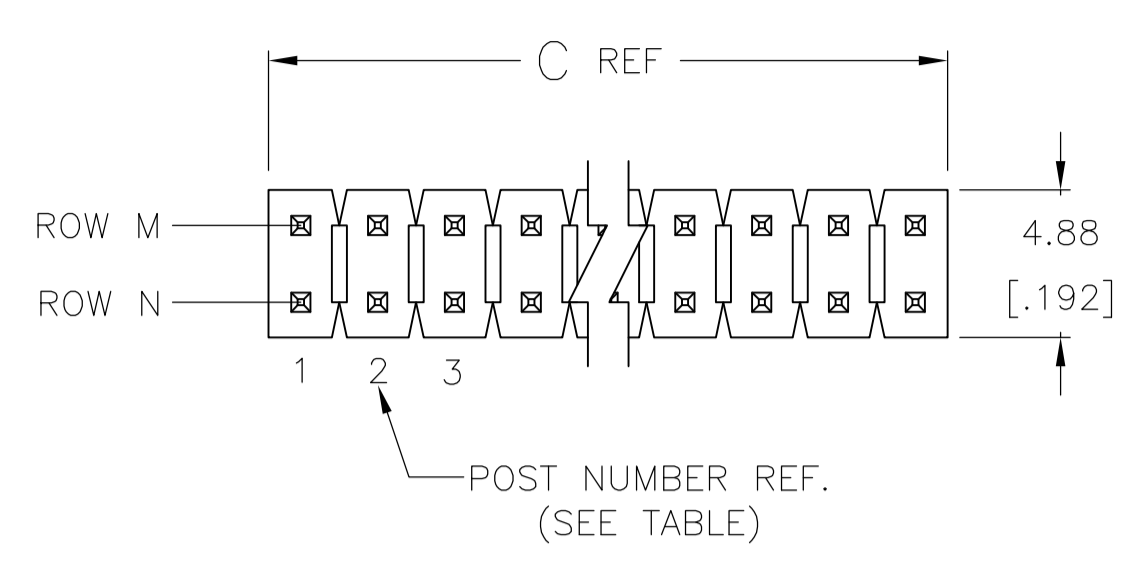 C REF
ROW M
4.88
ROW N
[.192]
1 2 3
POST NUMBER REF.
(SEE TABLE)